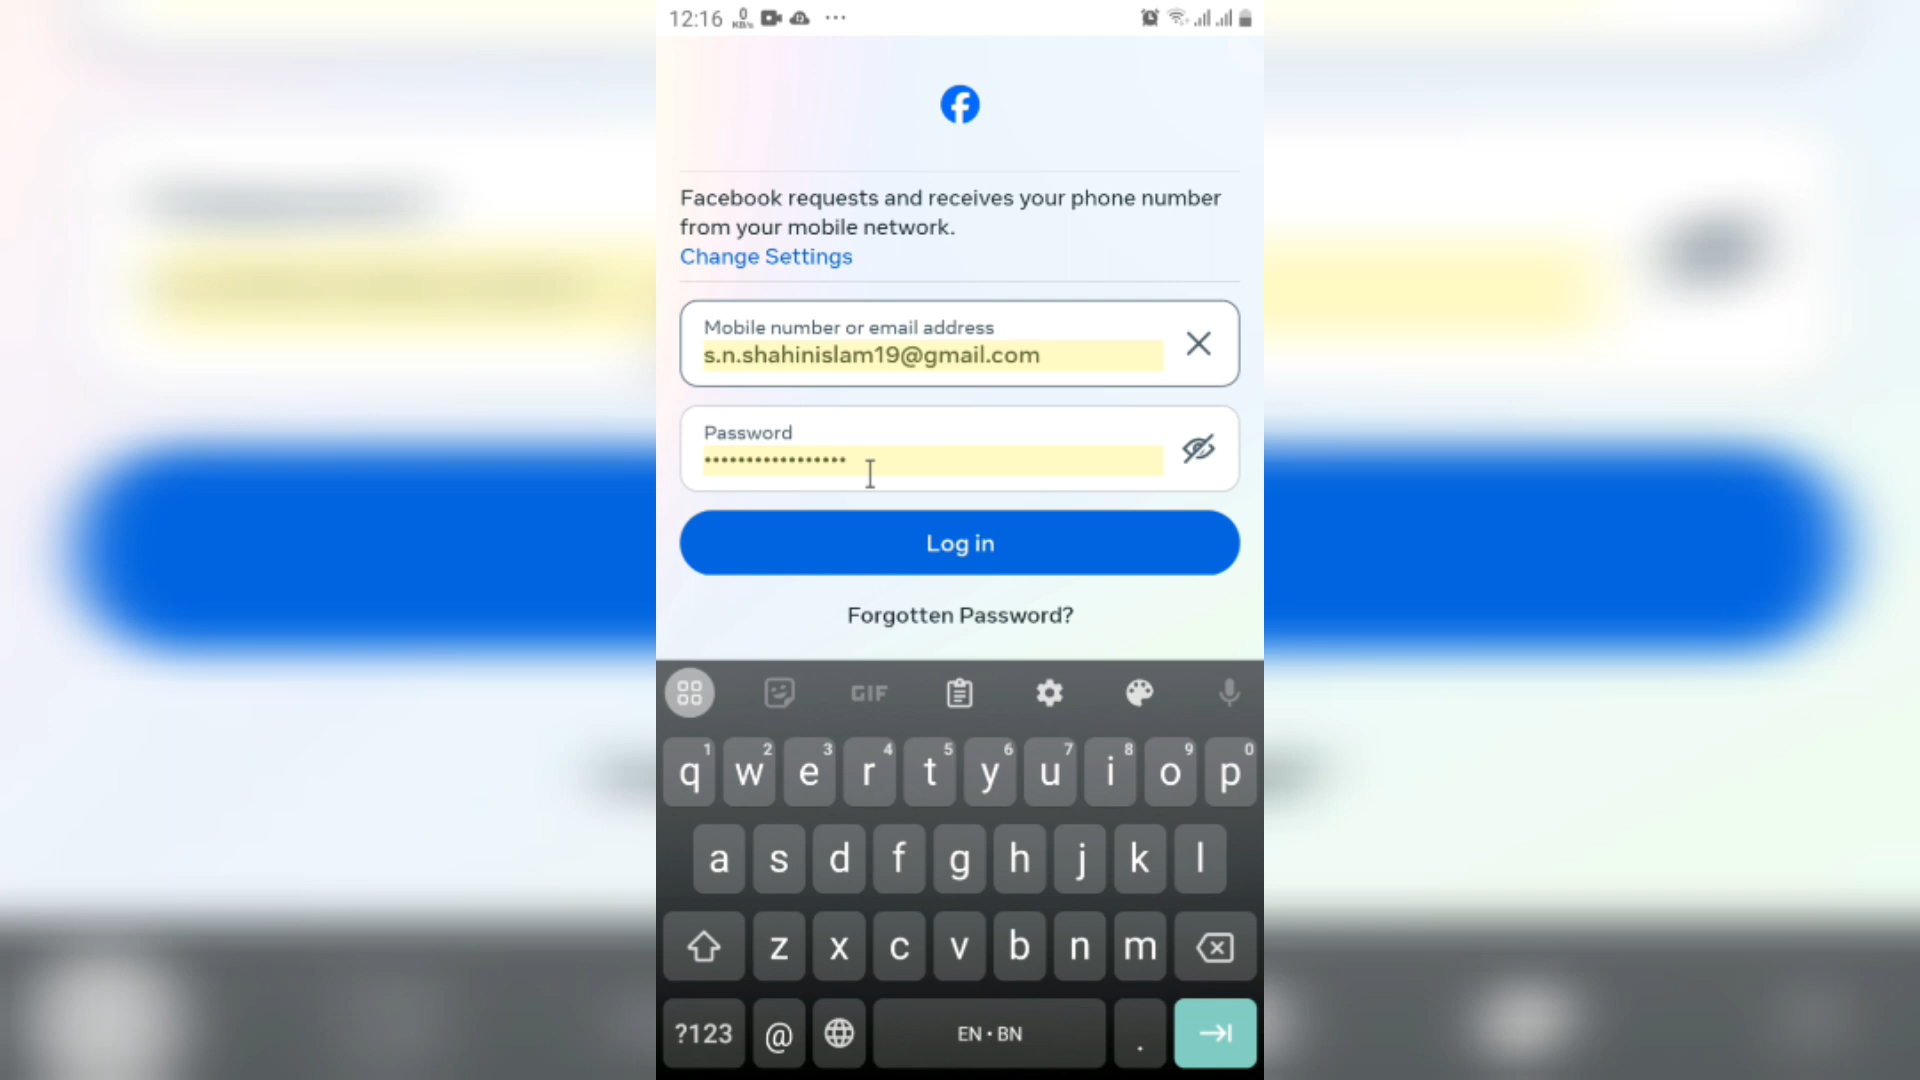 12:16 0 KB/s
Facebook requests and receives your phone number
from your mobile network.
Change Settings
Mobile number or email address
s.n.shahinislam19@gmail.com
Password
•••••••••••••••••
Log in
Forgotten Password?
GIF
1 2 3 4 5 6 7 8 9 0
q w e r t y u i o p
a s d f g h j k l
z x c v b n m
?123 @ EN • BN .